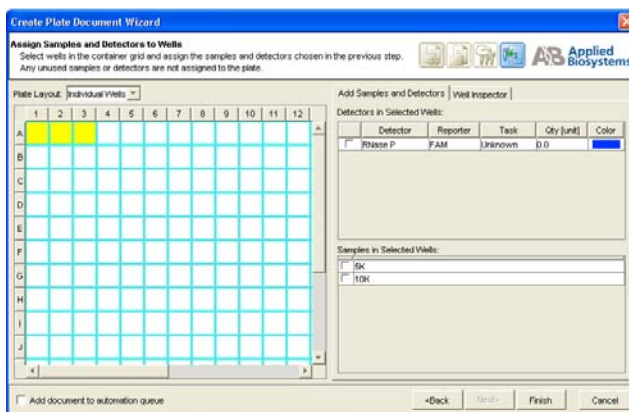 Create Plate Document Wizard
Assign Samples and Detectors to Wells
Select wells in the container grid and assign the samples and detectors chosen in the previous step.
Any unused samples or detectors are not assigned to the plate.
AB Applied Biosystems
Plate Layout: Individual Wells
1 2 3 4 5 6 7 8 9 10 11 12
A
B
C
D
E
F
G
H
I
J
Add Samples and Detectors Well Inspector
Detectors in Selected Wells:
Detector Reporter Task Qty [unit] Color
RNase P FAM Unknown 0.0
Samples in Selected Wells:
5K
10K
Add document to automation queue
<Back Next> Finish Cancel